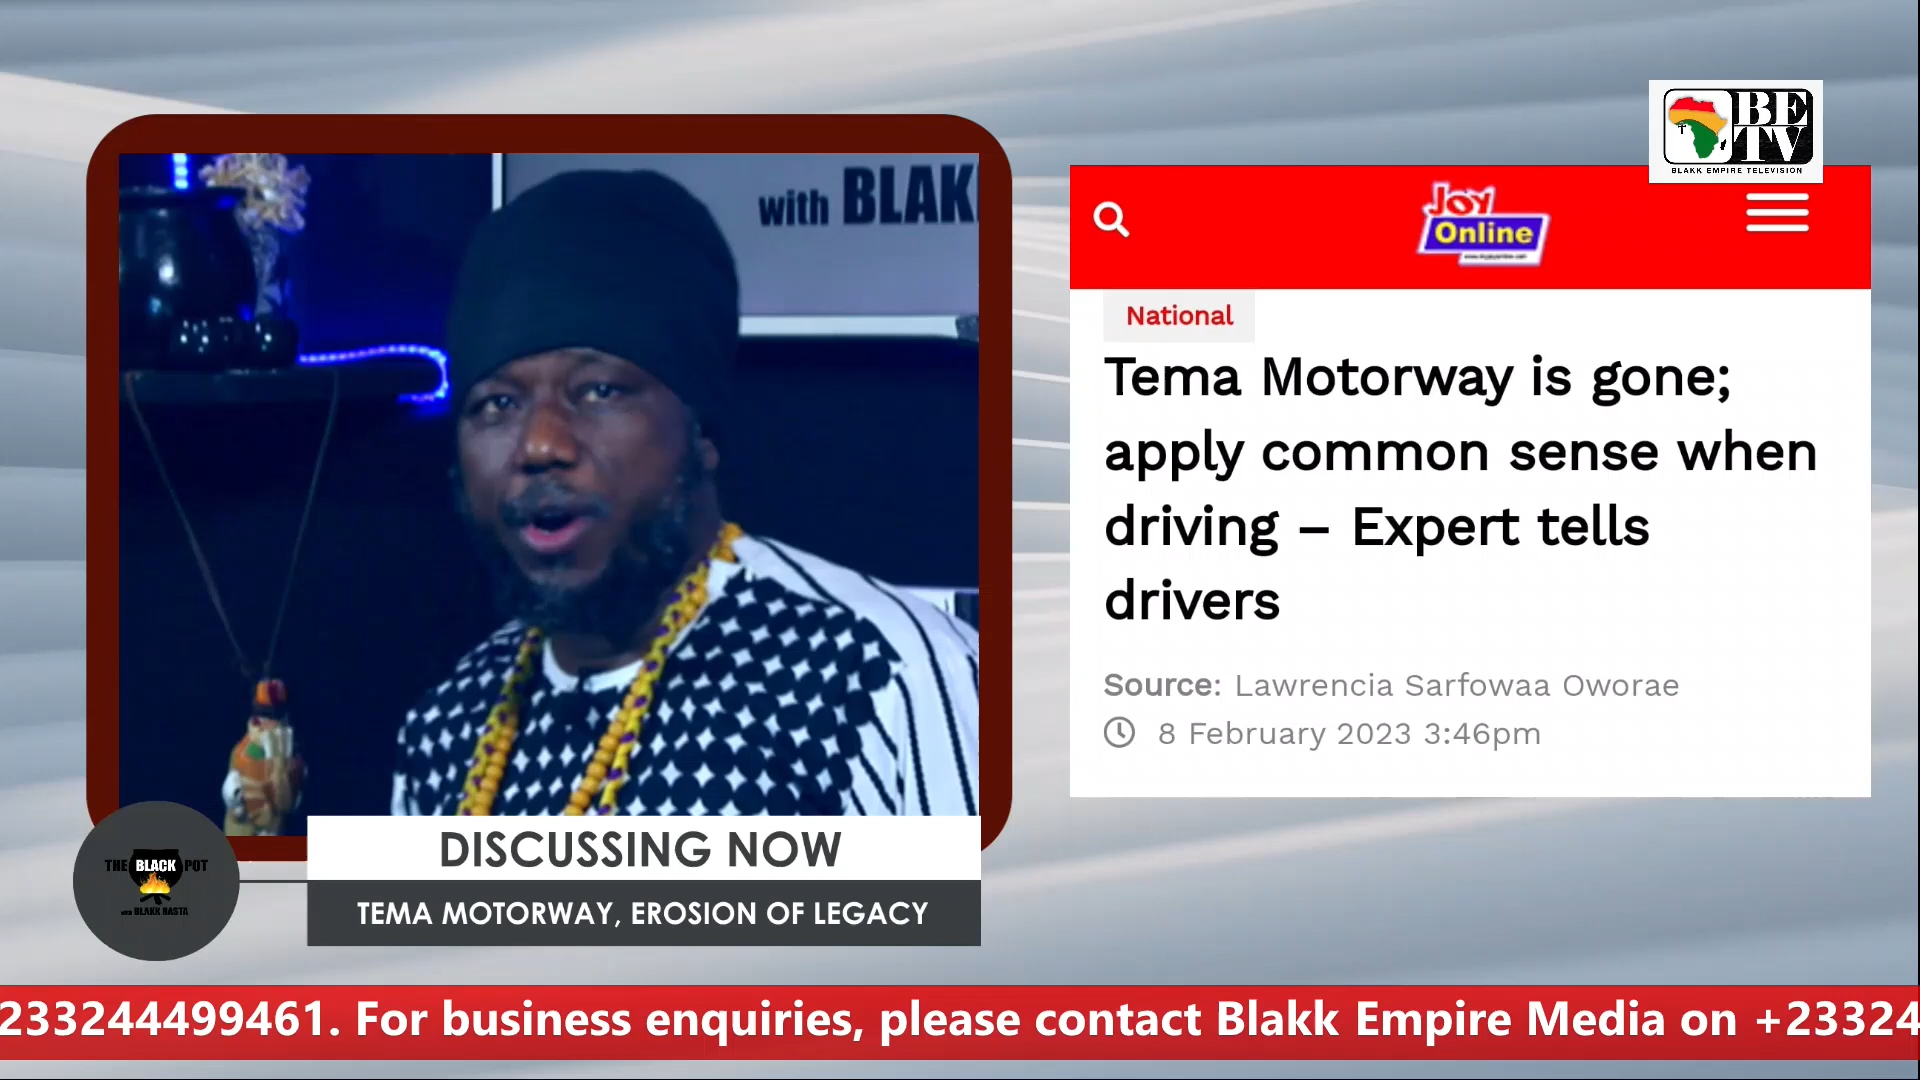 BE
TV
BLAKK EMPIRE TELEVISION
with BLAK
Joy
Online
National
Tema Motorway is gone;
apply common sense when
driving – Expert tells
drivers
Source: Lawrencia Sarfowaa Oworae
8 February 2023 3:46pm
THE BLACK POT
with BLAKK RASTA
DISCUSSING NOW
TEMA MOTORWAY, EROSION OF LEGACY
233244499461. For business enquiries, please contact Blakk Empire Media on +23324